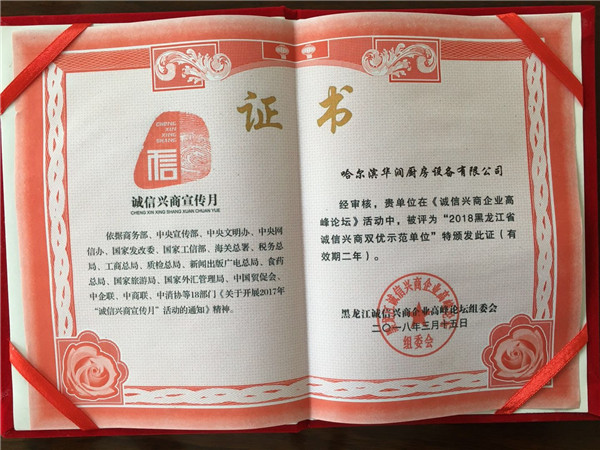 证书
CHENG
XIN
XING
SHANG
信
诚信兴商宣传月
CHENG XIN XING SHANG XUAN CHUAN YUE
依据商务部、中央宣传部、中央文明办、中央网
信办、国家发改委、国家工信部、海关总署、税务总
局、工商总局、质检总局、新闻出版广电总局、食药
总局、国家旅游局、国家外汇管理局、中国贸促会、
中企联、中商联、中消协等18部门《关于开展2017年
“诚信兴商宣传月”活动的通知》精神。
哈尔滨华润厨房设备有限公司
经审核，贵单位在《诚信兴商企业高
峰论坛》活动中，被评为“2018黑龙江省
诚信兴商双优示范单位”特颁发此证（有
效期二年）。
黑龙江诚信兴商企业高峰论坛组委会
二〇一八年三月十五日
组委会